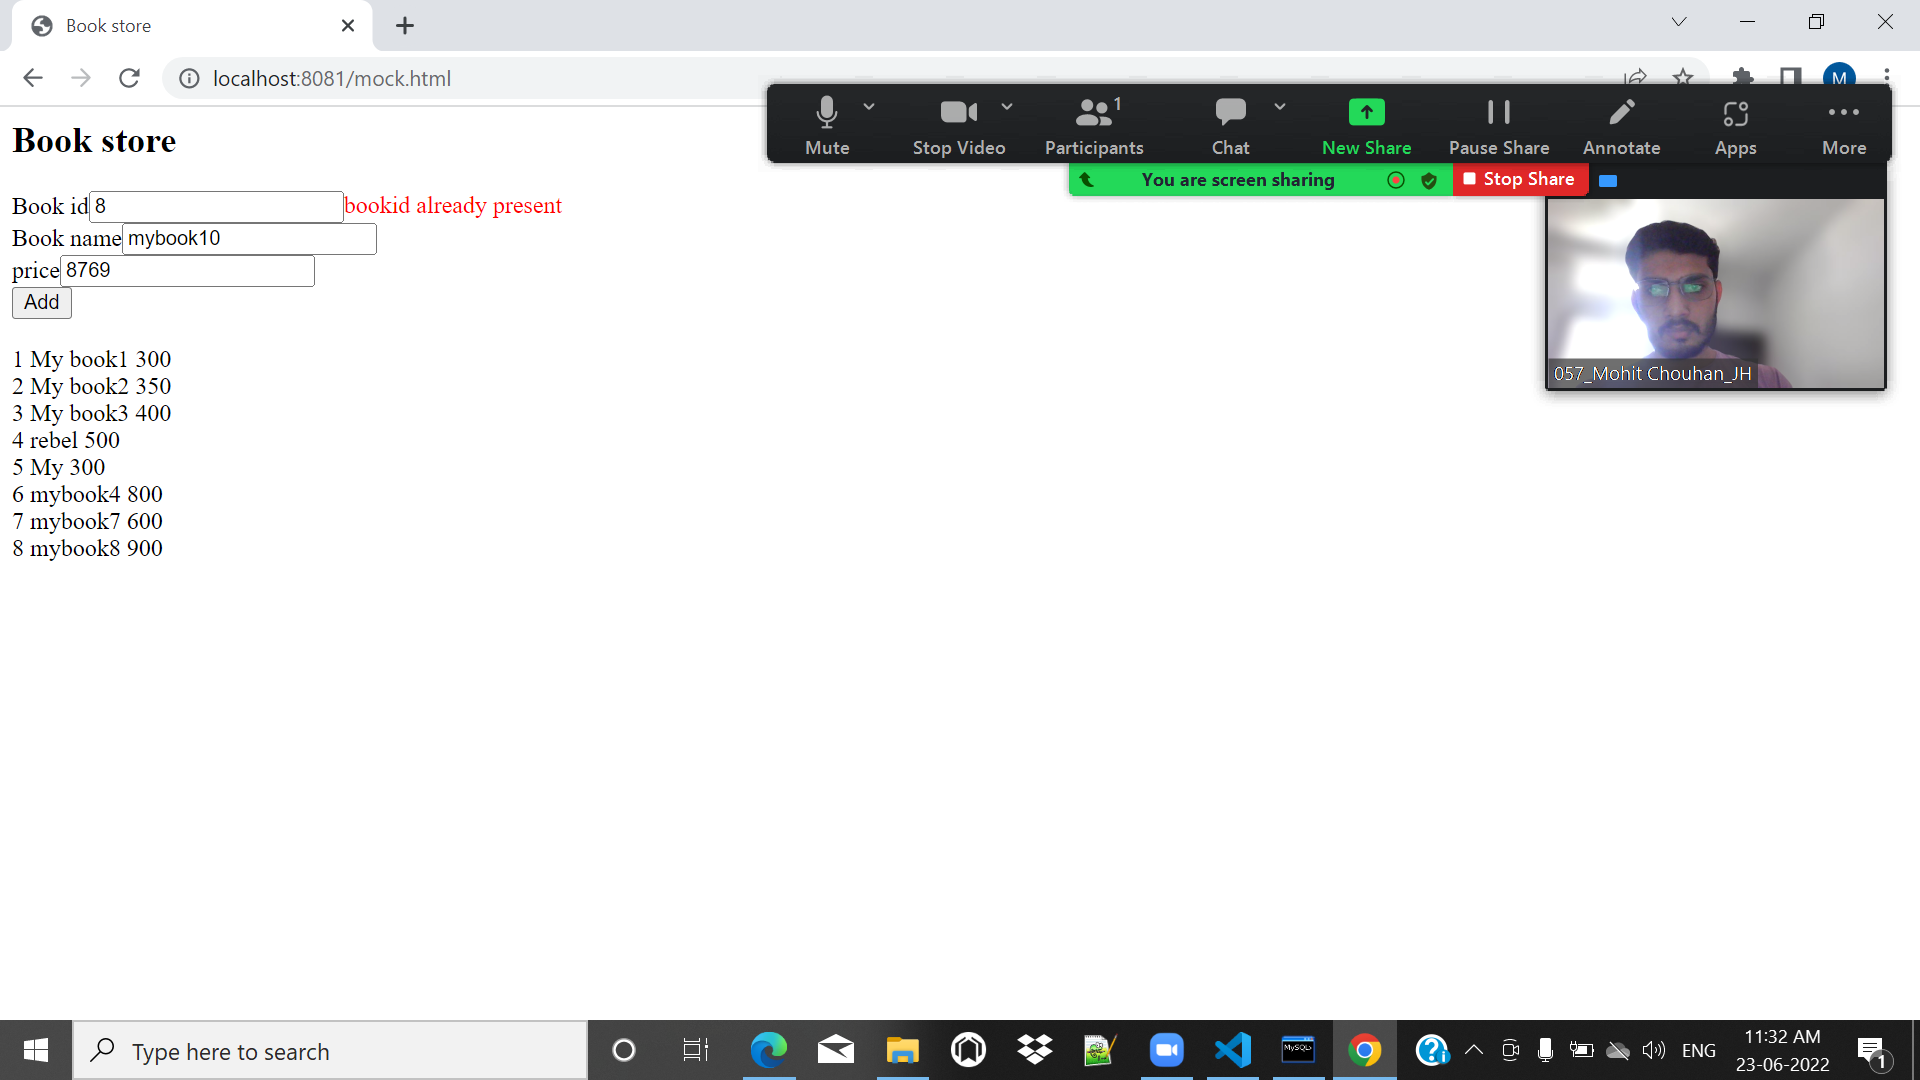 Book store
localhost:8081/mock.html
M
Mute
Stop Video
Participants
1
Chat
New Share
Pause Share
Annotate
Apps
More
You are screen sharing
Stop Share
057_Mohit Chouhan_JH
Book store
Book id 8 bookid already present
Book name mybook10
price 8769
Add
1 My book1 300
2 My book2 350
3 My book3 400
4 rebel 500
5 My 300
6 mybook4 800
7 mybook7 600
8 mybook8 900
Type here to search
MySQL
ENG
11:32 AM
23-06-2022
1